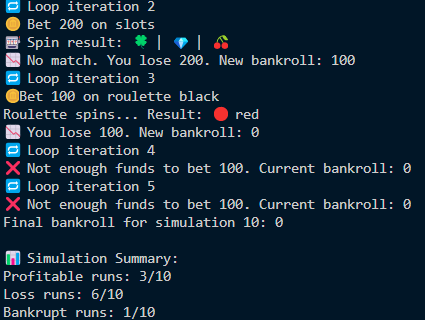 🔁 Loop iteration 2
🪙 Bet 200 on slots
🎰 Spin result: 🍀 | 💎 | 🍒
📉 No match. You lose 200. New bankroll: 100
🔁 Loop iteration 3
🪙Bet 100 on roulette black
Roulette spins... Result: 🔴 red
📉 You lose 100. New bankroll: 0
🔁 Loop iteration 4
❌ Not enough funds to bet 100. Current bankroll: 0
🔁 Loop iteration 5
❌ Not enough funds to bet 100. Current bankroll: 0
Final bankroll for simulation 10: 0
📊 Simulation Summary:
Profitable runs: 3/10
Loss runs: 6/10
Bankrupt runs: 1/10